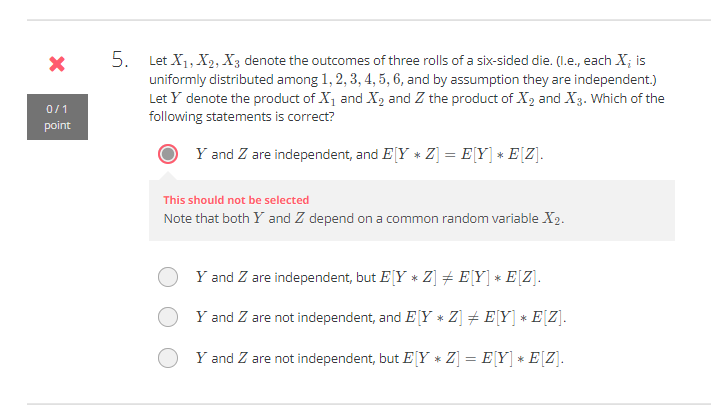 5. Let X₁, X₂, X₃ denote the outcomes of three rolls of a six-sided die. (I.e., each Xᵢ is
uniformly distributed among 1, 2, 3, 4, 5, 6, and by assumption they are independent.)
Let Y denote the product of X₁ and X₂ and Z the product of X₂ and X₃. Which of the
following statements is correct?
0 / 1
point
Y and Z are independent, and E[Y * Z] = E[Y] * E[Z].
This should not be selected
Note that both Y and Z depend on a common random variable X₂.
Y and Z are independent, but E[Y * Z] ≠ E[Y] * E[Z].
Y and Z are not independent, and E[Y * Z] ≠ E[Y] * E[Z].
Y and Z are not independent, but E[Y * Z] = E[Y] * E[Z].